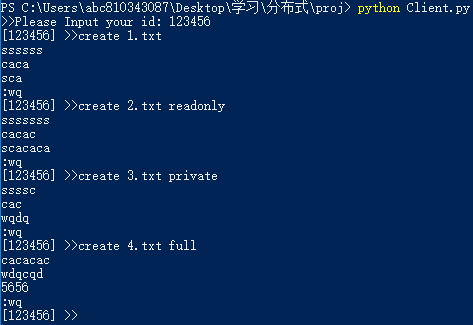 PS C:\Users\abc810343087\Desktop\学习\分布式\proj> python Client.py
>>Please Input your id: 123456
[123456] >>create 1.txt
ssssss
caca
sca
:wq
[123456] >>create 2.txt readonly
sssssss
cacac
scacaca
:wq
[123456] >>create 3.txt private
ssssc
cac
wqdq
:wq
[123456] >>create 4.txt full
cacacac
wdqcqd
5656
:wq
[123456] >>